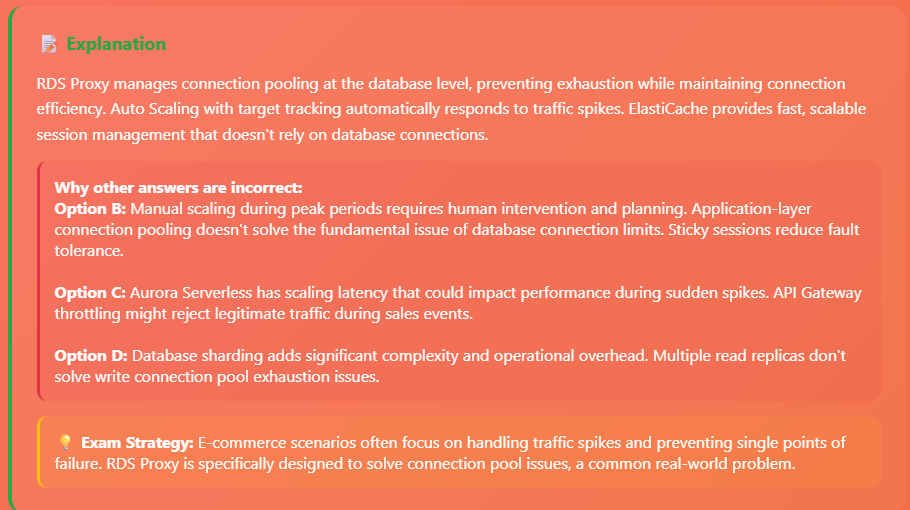 📝 Explanation
RDS Proxy manages connection pooling at the database level, preventing exhaustion while maintaining connection
efficiency. Auto Scaling with target tracking automatically responds to traffic spikes. ElastiCache provides fast, scalable
session management that doesn't rely on database connections.
Why other answers are incorrect:
Option B: Manual scaling during peak periods requires human intervention and planning. Application-layer
connection pooling doesn't solve the fundamental issue of database connection limits. Sticky sessions reduce fault
tolerance.
Option C: Aurora Serverless has scaling latency that could impact performance during sudden spikes. API Gateway
throttling might reject legitimate traffic during sales events.
Option D: Database sharding adds significant complexity and operational overhead. Multiple read replicas don't
solve write connection pool exhaustion issues.
💡 Exam Strategy: E-commerce scenarios often focus on handling traffic spikes and preventing single points of
failure. RDS Proxy is specifically designed to solve connection pool issues, a common real-world problem.